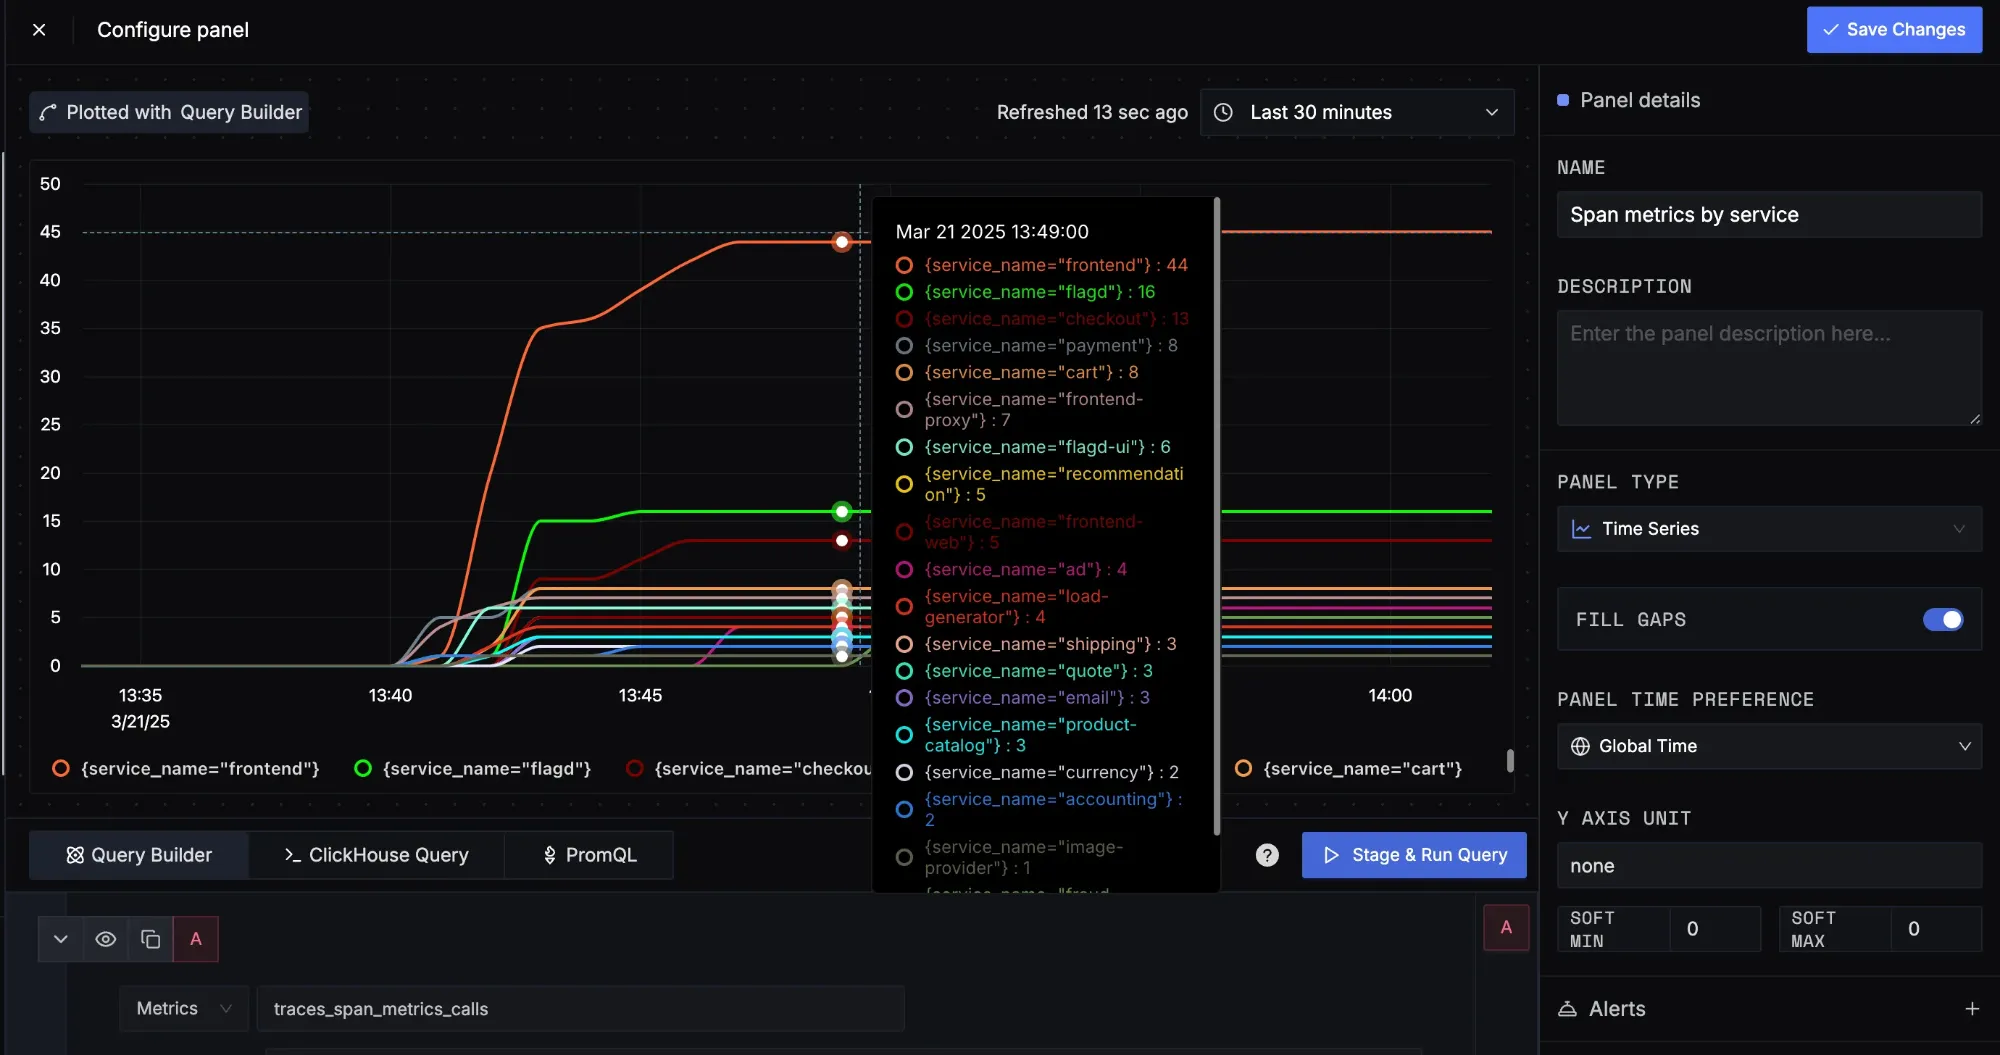 Configure panel
Save Changes
Plotted with Query Builder
Refreshed 13 sec ago
Last 30 minutes
50
45
40
35
30
25
20
15
10
5
0
13:35
3/21/25
13:40
13:45
14:00
Mar 21 2025 13:49:00
{service_name="frontend"} : 44
{service_name="flagd"} : 16
{service_name="checkout"} : 13
{service_name="payment"} : 8
{service_name="cart"} : 8
{service_name="frontend-
proxy"} : 7
{service_name="flagd-ui"} : 6
{service_name="recommendati
on"} : 5
{service_name="frontend-
web"} : 5
{service_name="ad"} : 4
{service_name="load-
generator"} : 4
{service_name="shipping"} : 3
{service_name="quote"} : 3
{service_name="email"} : 3
{service_name="product-
catalog"} : 3
{service_name="currency"} : 2
{service_name="accounting"} :
2
{service_name="image-
provider"} : 1
{service_name="fraud-
{service_name="frontend"}
{service_name="flagd"}
{service_name="checkou
{service_name="cart"}
Query Builder
ClickHouse Query
PromQL
?
Stage & Run Query
A
A
Metrics
traces_span_metrics_calls
Panel details
NAME
Span metrics by service
DESCRIPTION
Enter the panel description here...
PANEL TYPE
Time Series
FILL GAPS
PANEL TIME PREFERENCE
Global Time
Y AXIS UNIT
none
SOFT
MIN
0
SOFT
MAX
0
Alerts